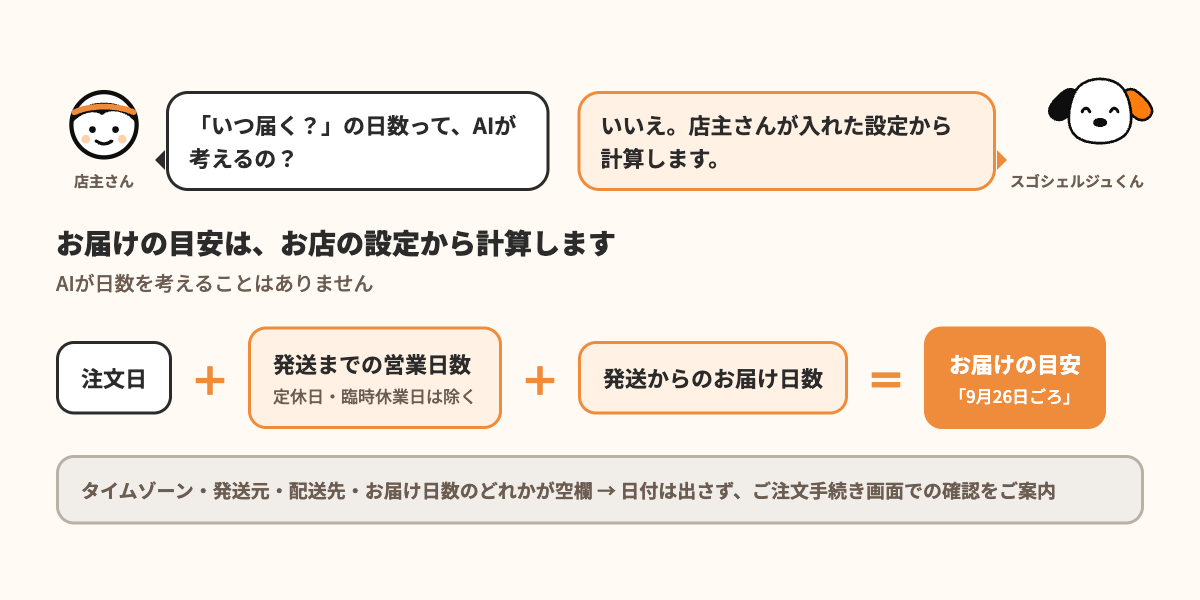 「いつ届く？」の日数って、AIが
考えるの？
店主さん
いいえ。店主さんが入れた設定から
計算します。
スゴシェルジュくん
お届けの目安は、お店の設定から計算します
AIが日数を考えることはありません
注文日
+
発送までの営業日数
定休日・臨時休業日は除く
+
発送からのお届け日数
=
お届けの目安
「9月26日ごろ」
タイムゾーン・発送元・配送先・お届け日数のどれかが空欄 → 日付は出さず、ご注文手続き画面での確認をご案内